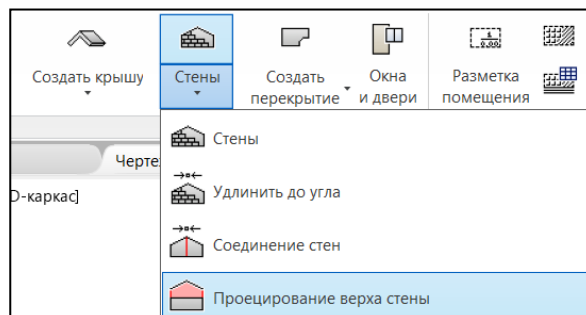 Создать крышу
Стены
Создать перекрытие
Окна и двери
Разметка помещения
Черте
D-каркас]
Стены
Удлинить до угла
Соединение стен
Проецирование верха стены